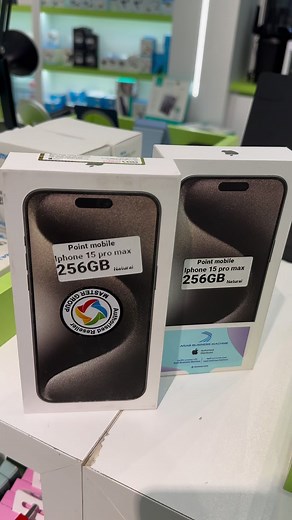 Point mobile
Iphone 15 pro max
256GB Natural
Authorised Reseller
MASTER GROUP
Point mobile
Iphone 15 pro max
256GB Natural